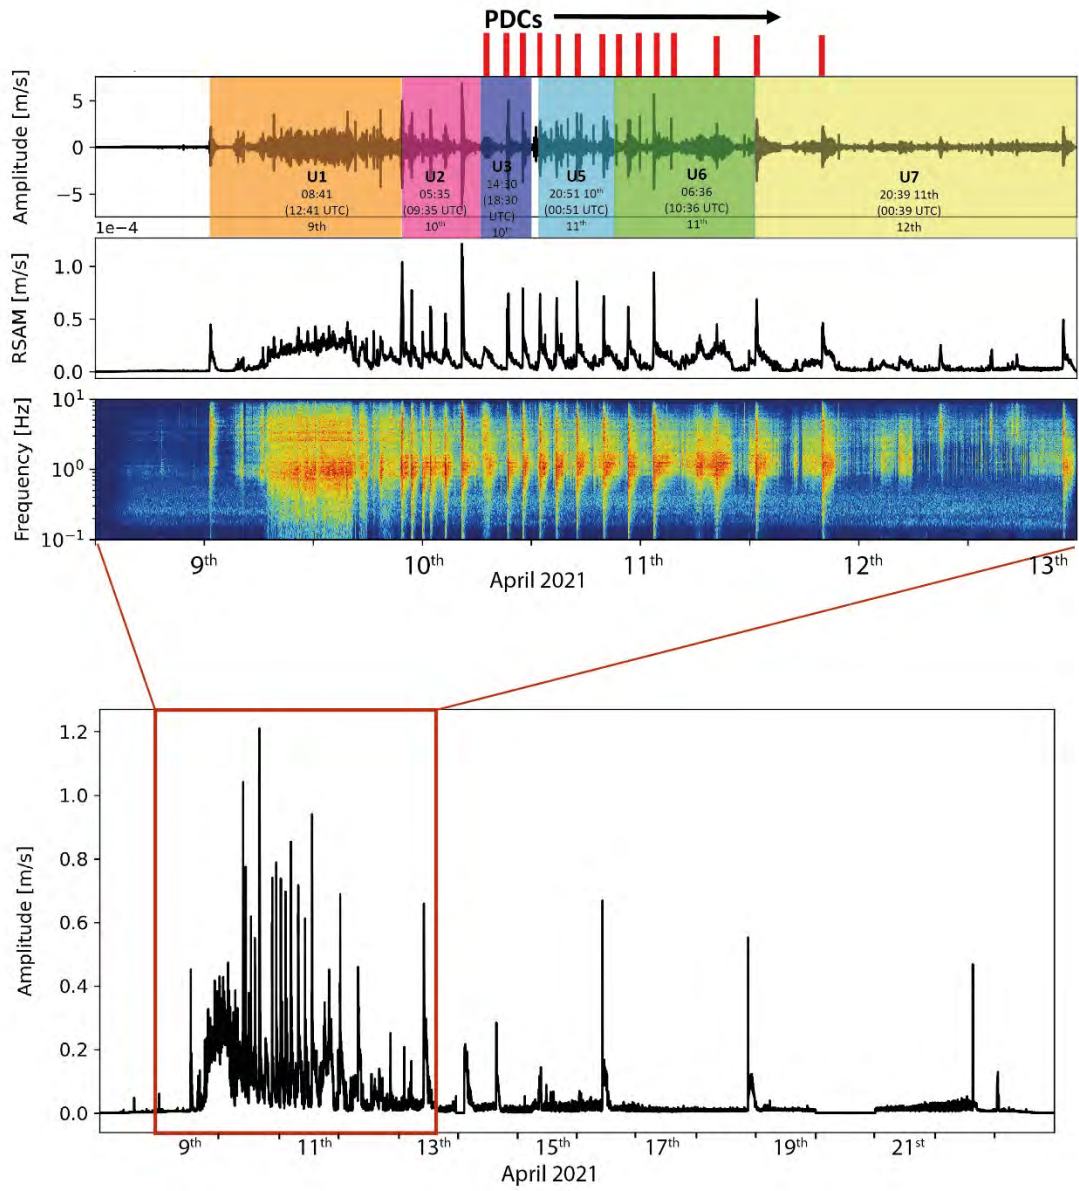 PDCs
Amplitude [m/s]
5
0
−5
U1
08:41
(12:41 UTC)
9th
U2
05:35
(09:35 UTC)
10th
U3
14:30
(18:30
UTC)
10th
U5
20:51 10th
(00:51 UTC)
11th
U6
06:36
(10:36 UTC)
11th
U7
20:39 11th
(00:39 UTC)
12th
1e−4
RSAM [m/s]
1.0
0.5
0.0
Frequency [Hz]
10¹
10⁰
10⁻¹
9th
10th
11th
12th
13th
April 2021
Amplitude [m/s]
1.2
1.0
0.8
0.6
0.4
0.2
0.0
9th
11th
13th
15th
17th
19th
21st
April 2021